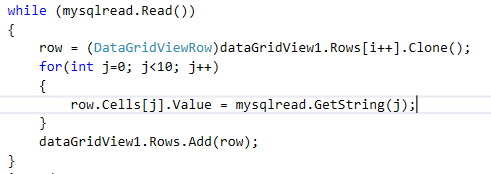 while (mysqlread.Read())
{
    row = (DataGridViewRow)dataGridView1.Rows[i++].Clone();
    for(int j=0; j<10; j++)
    {
        row.Cells[j].Value = mysqlread.GetString(j);
    }
    dataGridView1.Rows.Add(row);
}